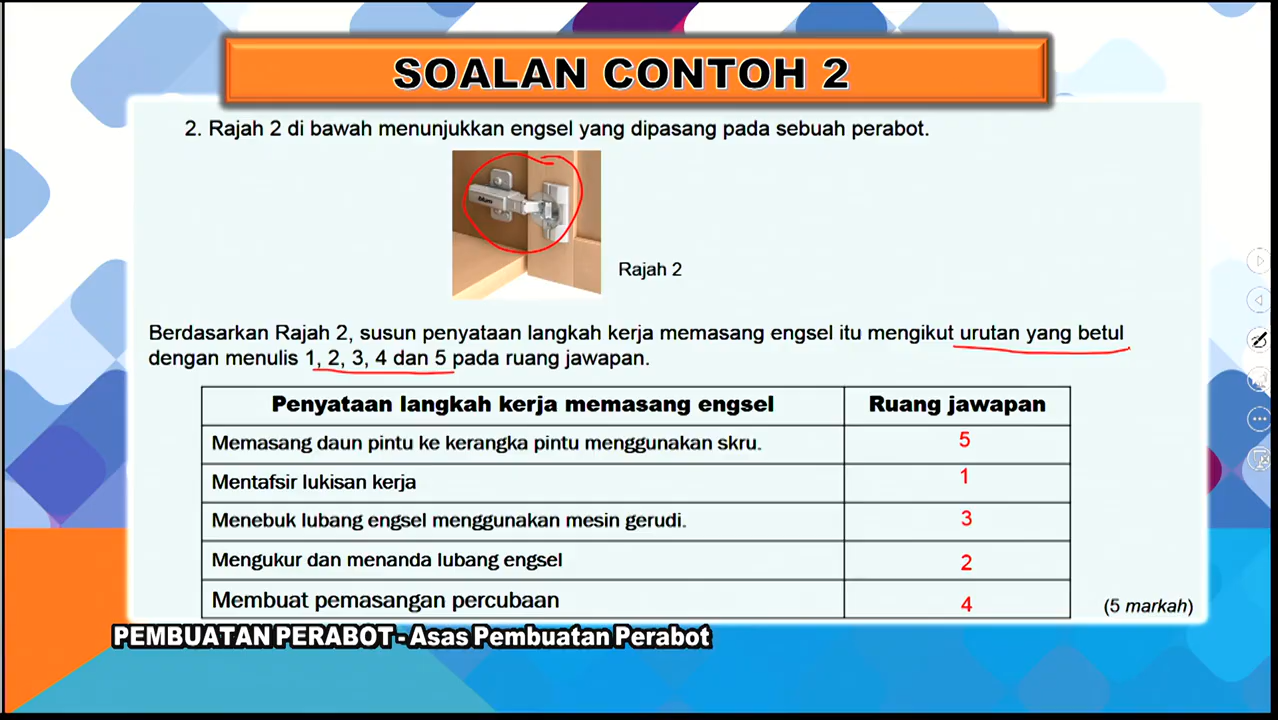 SOALAN CONTOH 2
2. Rajah 2 di bawah menunjukkan engsel yang dipasang pada sebuah perabot.
Rajah 2
Berdasarkan Rajah 2, susun penyataan langkah kerja memasang engsel itu mengikut urutan yang betul
dengan menulis 1, 2, 3, 4 dan 5 pada ruang jawapan.
Penyataan langkah kerja memasang engsel Ruang jawapan
Memasang daun pintu ke kerangka pintu menggunakan skru. 5
Mentafsir lukisan kerja 1
Menebuk lubang engsel menggunakan mesin gerudi. 3
Mengukur dan menanda lubang engsel 2
Membuat pemasangan percubaan 4
(5 markah)
PEMBUATAN PERABOT - Asas Pembuatan Perabot